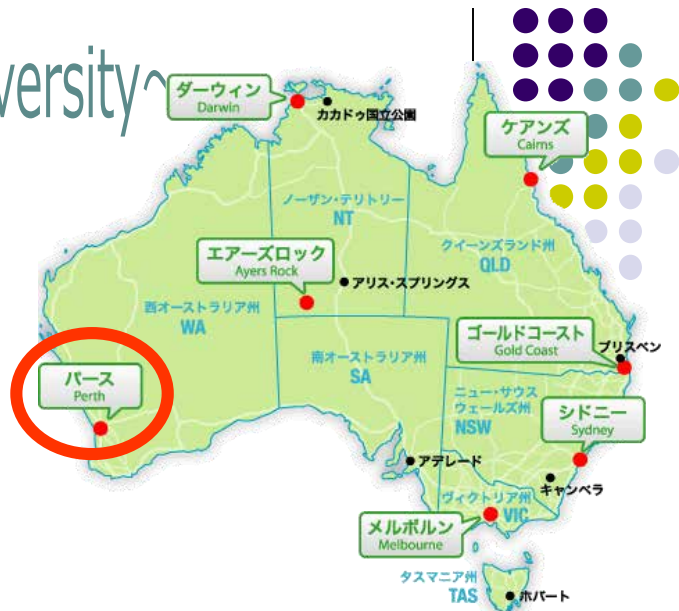 versity~
ダーウィン
Darwin
カカドゥ国立公園
ケアンズ
Cairns
ノーザン・テリトリー
NT
クイーンズランド州
QLD
エアーズロック
Ayers Rock
アリス・スプリングス
西オーストラリア州
WA
ゴールドコースト
Gold Coast
ブリスベン
南オーストラリア州
SA
パース
Perth
ニュー・サウス
ウェールズ州
NSW
シドニー
Sydney
アデレード
キャンベラ
ヴィクトリア州
VIC
メルボルン
Melbourne
タスマニア州
TAS
ホバート